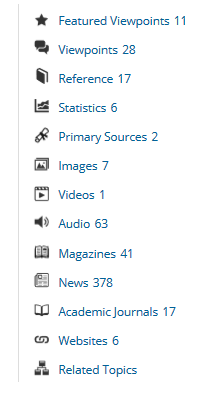 Featured Viewpoints 11
Viewpoints 28
Reference 17
Statistics 6
Primary Sources 2
Images 7
Videos 1
Audio 63
Magazines 41
News 378
Academic Journals 17
Websites 6
Related Topics